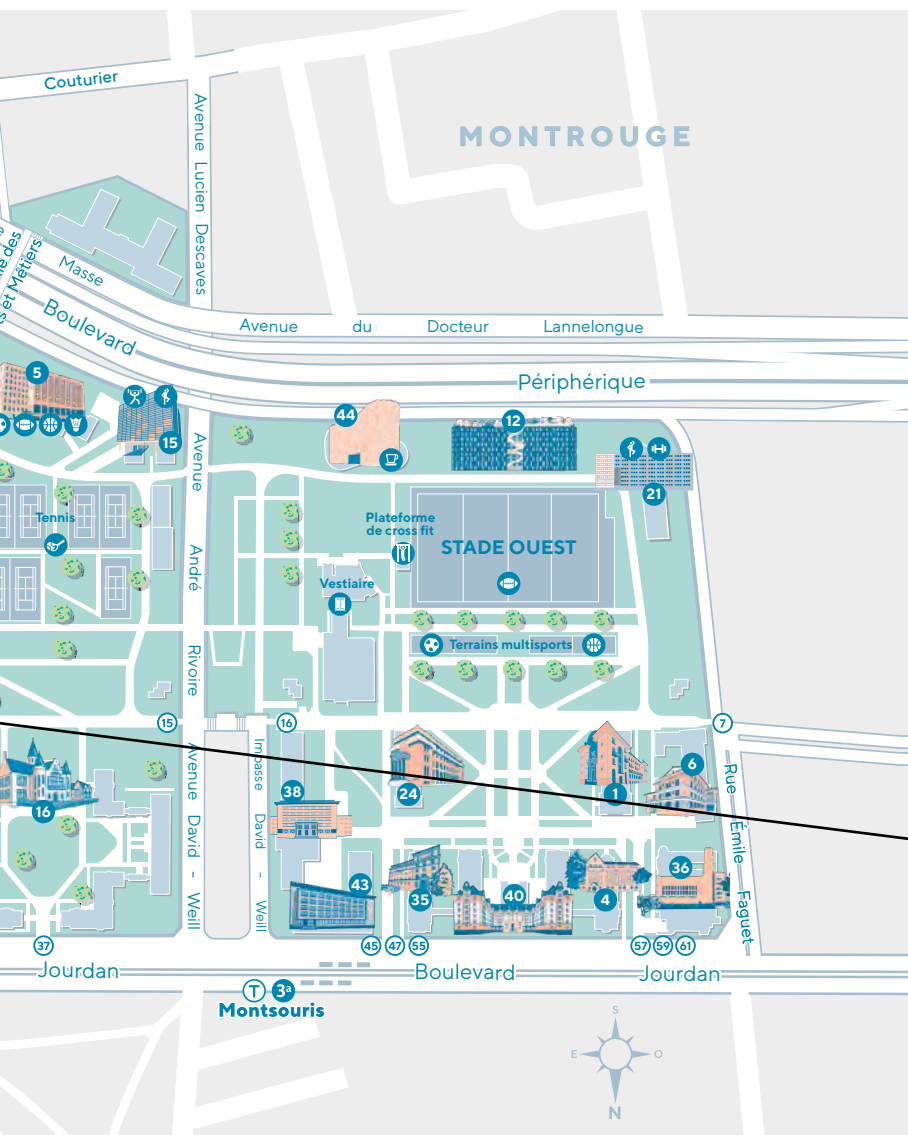 Couturier
Avenue Lucien Descaves
MONTROUGE
Masse
et Métiers
Boulevard
Avenue du Docteur Lannelongue
Périphérique
5
15
44
12
21
Avenue André Rivoire
Tennis
Plateforme
de cross fit
STADE OUEST
Vestiaire
Terrains multisports
15
16
7
Avenue David - Weill
Impasse David - Weill
Rue Émile Faguet
16
38
24
1
6
43
35
40
4
36
37
45
47
55
57
59
61
Jourdan
Boulevard
Jourdan
T 3a
Montsouris
S
E
O
N